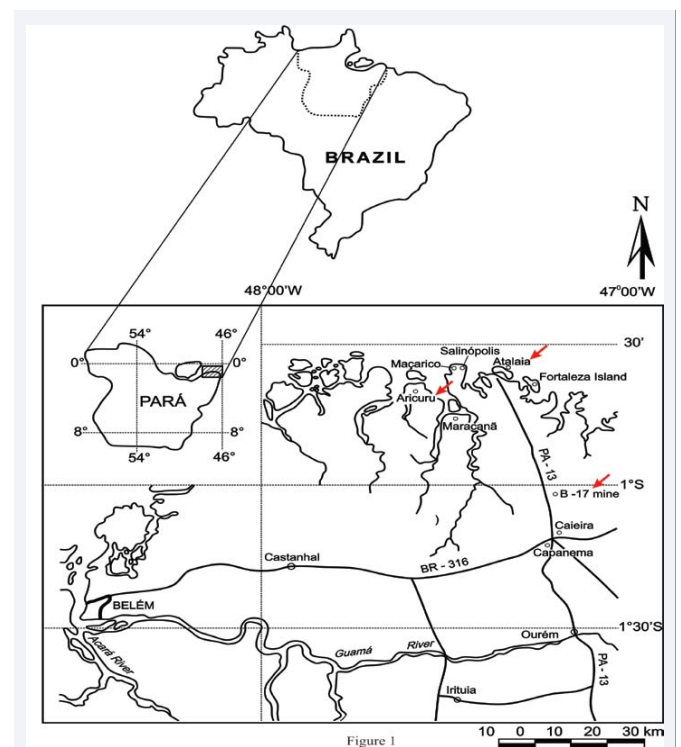 BRAZIL
N
48°00'W
47°00'W
54°
46°
0°
0°
PARÁ
8°
8°
54°
46°
30'
Salinópolis
Maçarico
Atalaia
Fortaleza Island
Aricuru
Maracanã
PA-13
1°S
B-17 mine
Caieira
Capanema
Castanhal
BR-316
BELÉM
1°30'S
Ourém
Guamá River
Acará River
PA-13
Irituia
10 0 10 20 30 km
Figure 1